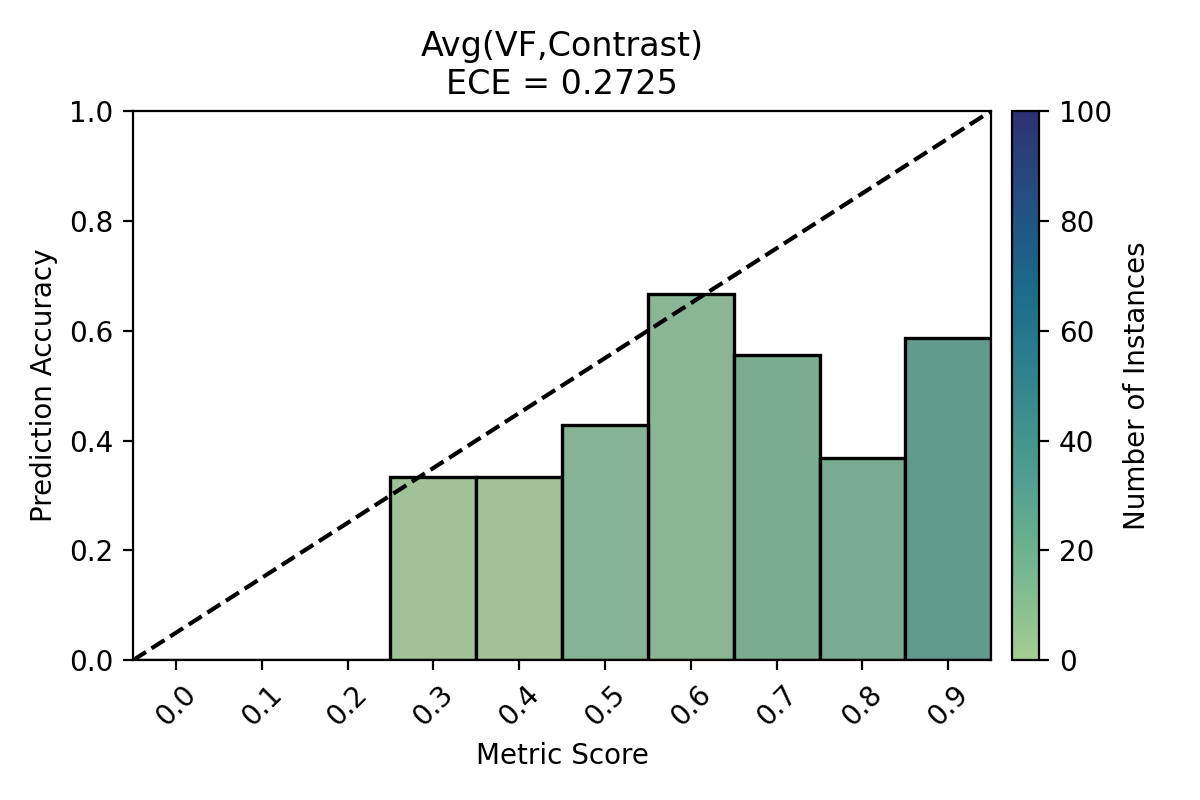 Avg(VF,Contrast)
ECE = 0.2725
Prediction Accuracy
1.0
0.8
0.6
0.4
0.2
0.0
0.0 0.1 0.2 0.3 0.4 0.5 0.6 0.7 0.8 0.9
Metric Score
100
80
60
40
20
0
Number of Instances